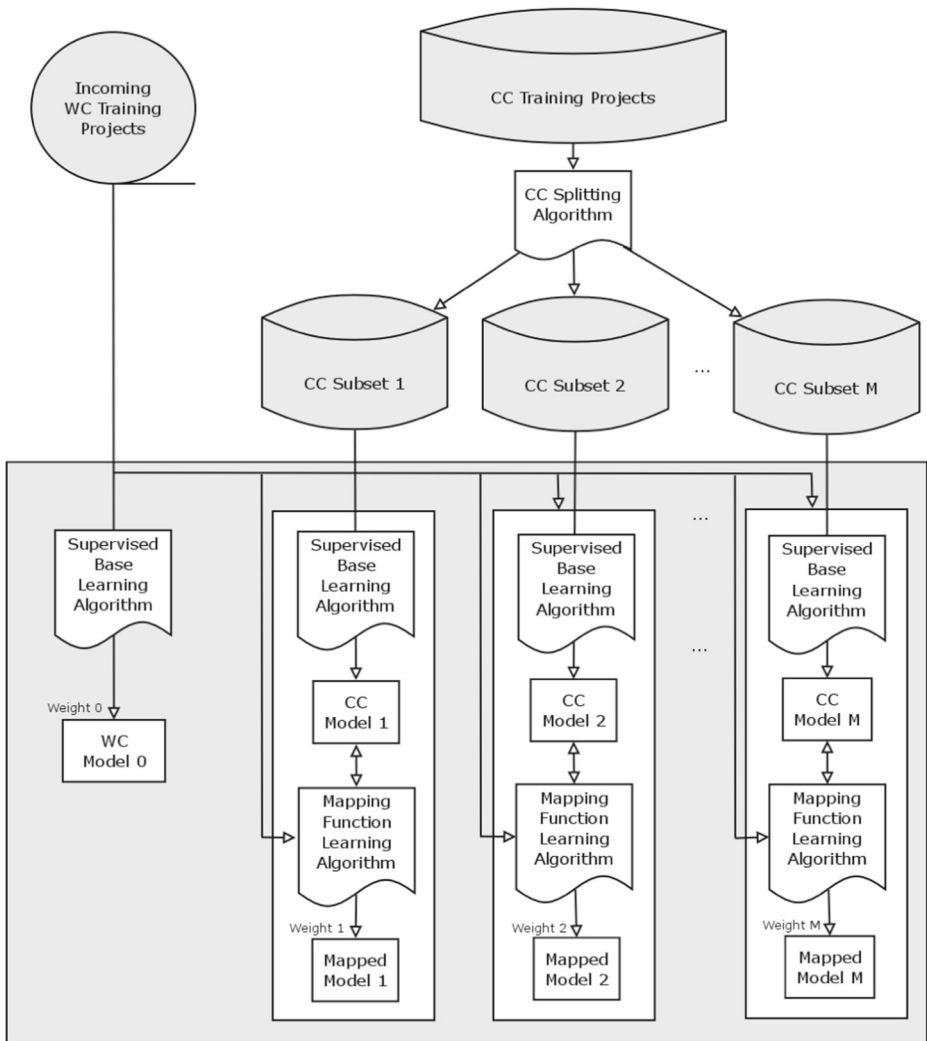 Incoming
WC Training
Projects
CC Training Projects
CC Splitting
Algorithm
CC Subset 1
CC Subset 2
...
CC Subset M
Supervised
Base
Learning
Algorithm
Weight 0
WC
Model 0
Supervised
Base
Learning
Algorithm
CC
Model 1
Mapping
Function
Learning
Algorithm
Weight 1
Mapped
Model 1
Supervised
Base
Learning
Algorithm
CC
Model 2
Mapping
Function
Learning
Algorithm
Weight 2
Mapped
Model 2
...
...
Supervised
Base
Learning
Algorithm
CC
Model M
Mapping
Function
Learning
Algorithm
Weight M
Mapped
Model M